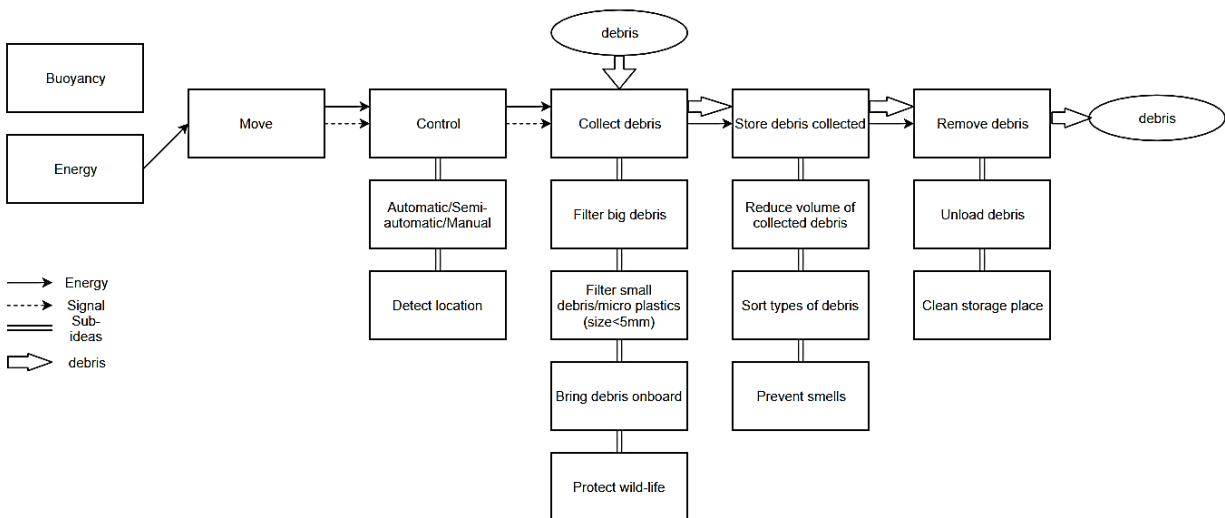 debris
Buoyancy
Energy
Move
Control
Collect debris
Store debris collected
Remove debris
debris
Automatic/Semi-
automatic/Manual
Detect location
Filter big debris
Filter small
debris/micro plastics
(size<5mm)
Bring debris onboard
Protect wild-life
Reduce volume of
collected debris
Sort types of debris
Prevent smells
Unload debris
Clean storage place
Energy
Signal
Sub-
ideas
debris